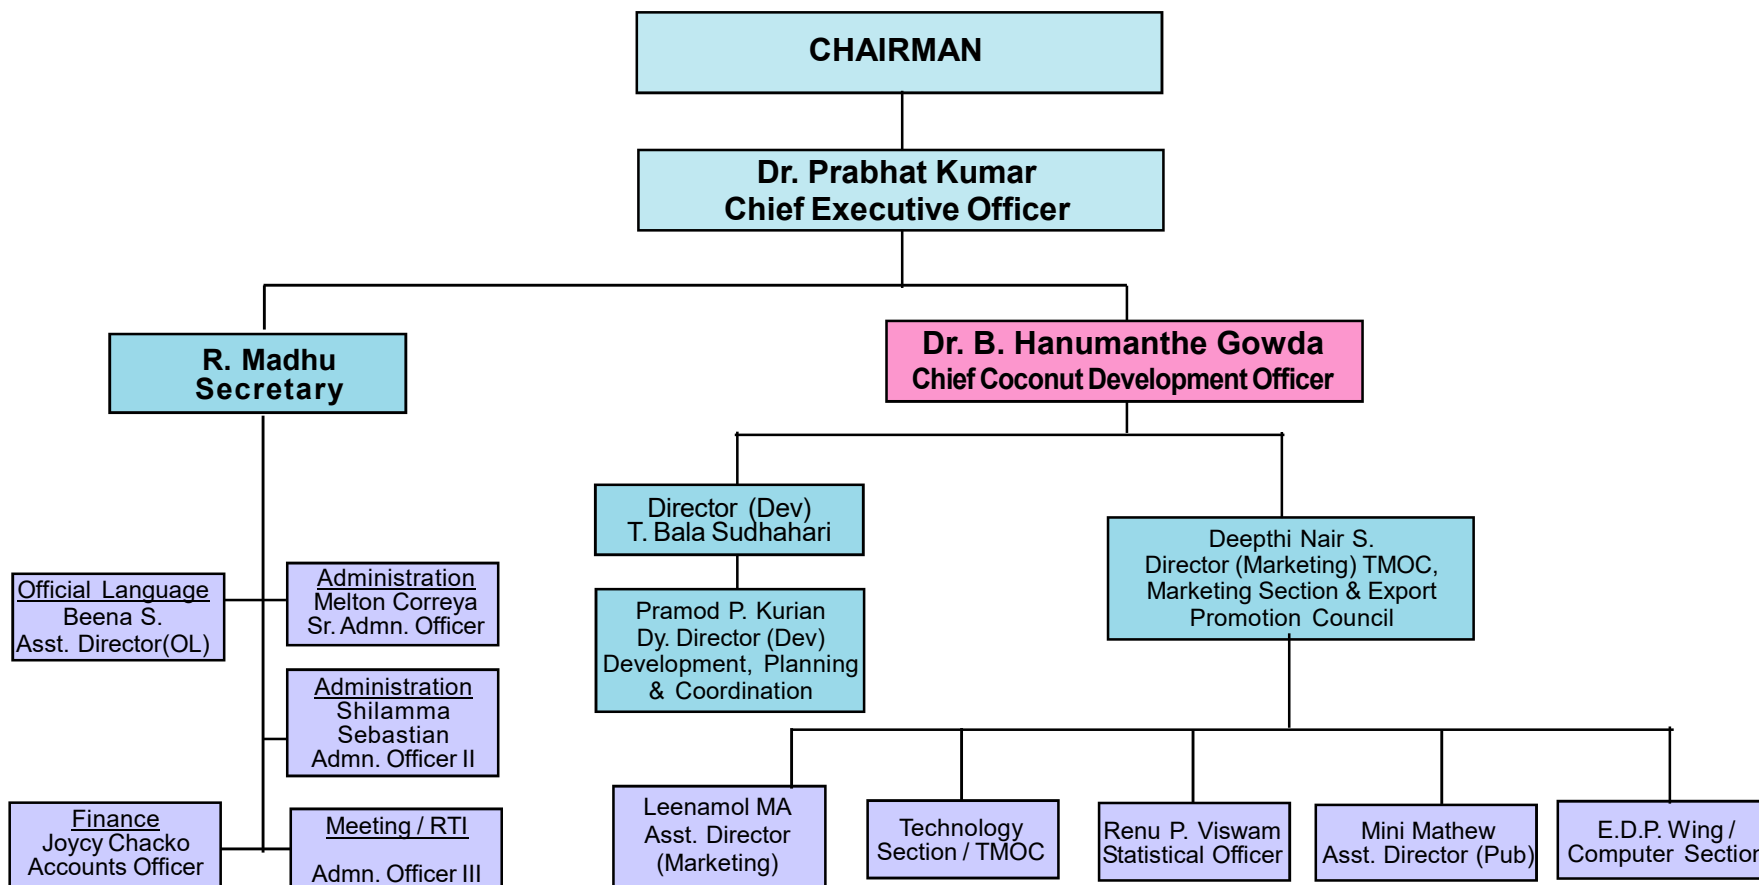 CHAIRMAN
Dr. Prabhat Kumar
Chief Executive Officer
R. Madhu
Secretary
Dr. B. Hanumanthe Gowda
Chief Coconut Development Officer
Director (Dev)
T. Bala Sudhahari
Deepthi Nair S.
Director (Marketing) TMOC,
Marketing Section & Export
Promotion Council
Official Language
Beena S.
Asst. Director(OL)
Administration
Melton Correya
Sr. Admn. Officer
Pramod P. Kurian
Dy. Director (Dev)
Development, Planning
& Coordination
Administration
Shilamma
Sebastian
Admn. Officer II
Finance
Joycy Chacko
Accounts Officer
Meeting / RTI
Admn. Officer III
Leenamol MA
Asst. Director
(Marketing)
Technology
Section / TMOC
Renu P. Viswam
Statistical Officer
Mini Mathew
Asst. Director (Pub)
E.D.P. Wing /
Computer Section